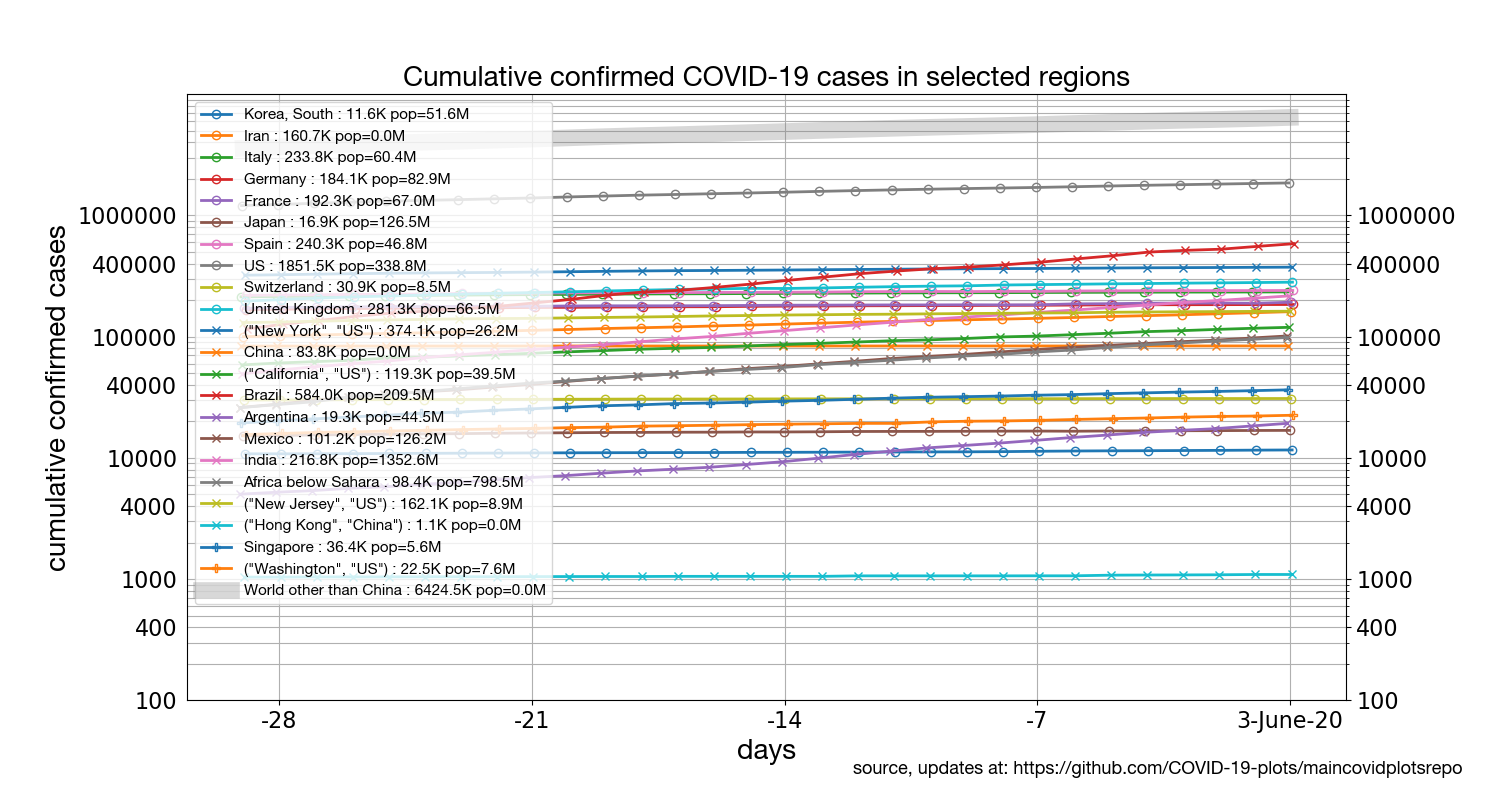 Cumulative confirmed COVID-19 cases in selected regions
cumulative confirmed cases
1000000
400000
100000
40000
10000
4000
1000
400
100
Korea, South : 11.6K pop=51.6M
Iran : 160.7K pop=0.0M
Italy : 233.8K pop=60.4M
Germany : 184.1K pop=82.9M
France : 192.3K pop=67.0M
Japan : 16.9K pop=126.5M
Spain : 240.3K pop=46.8M
US : 1851.5K pop=338.8M
Switzerland : 30.9K pop=8.5M
United Kingdom : 281.3K pop=66.5M
("New York", "US") : 374.1K pop=26.2M
China : 83.8K pop=0.0M
("California", "US") : 119.3K pop=39.5M
Brazil : 584.0K pop=209.5M
Argentina : 19.3K pop=44.5M
Mexico : 101.2K pop=126.2M
India : 216.8K pop=1352.6M
Africa below Sahara : 98.4K pop=798.5M
("New Jersey", "US") : 162.1K pop=8.9M
("Hong Kong", "China") : 1.1K pop=0.0M
Singapore : 36.4K pop=5.6M
("Washington", "US") : 22.5K pop=7.6M
World other than China : 6424.5K pop=0.0M
1000000
400000
100000
40000
10000
4000
1000
400
100
-28 -21 -14 -7 3-June-20
days
source, updates at: https://github.com/COVID-19-plots/maincovidplotsrepo